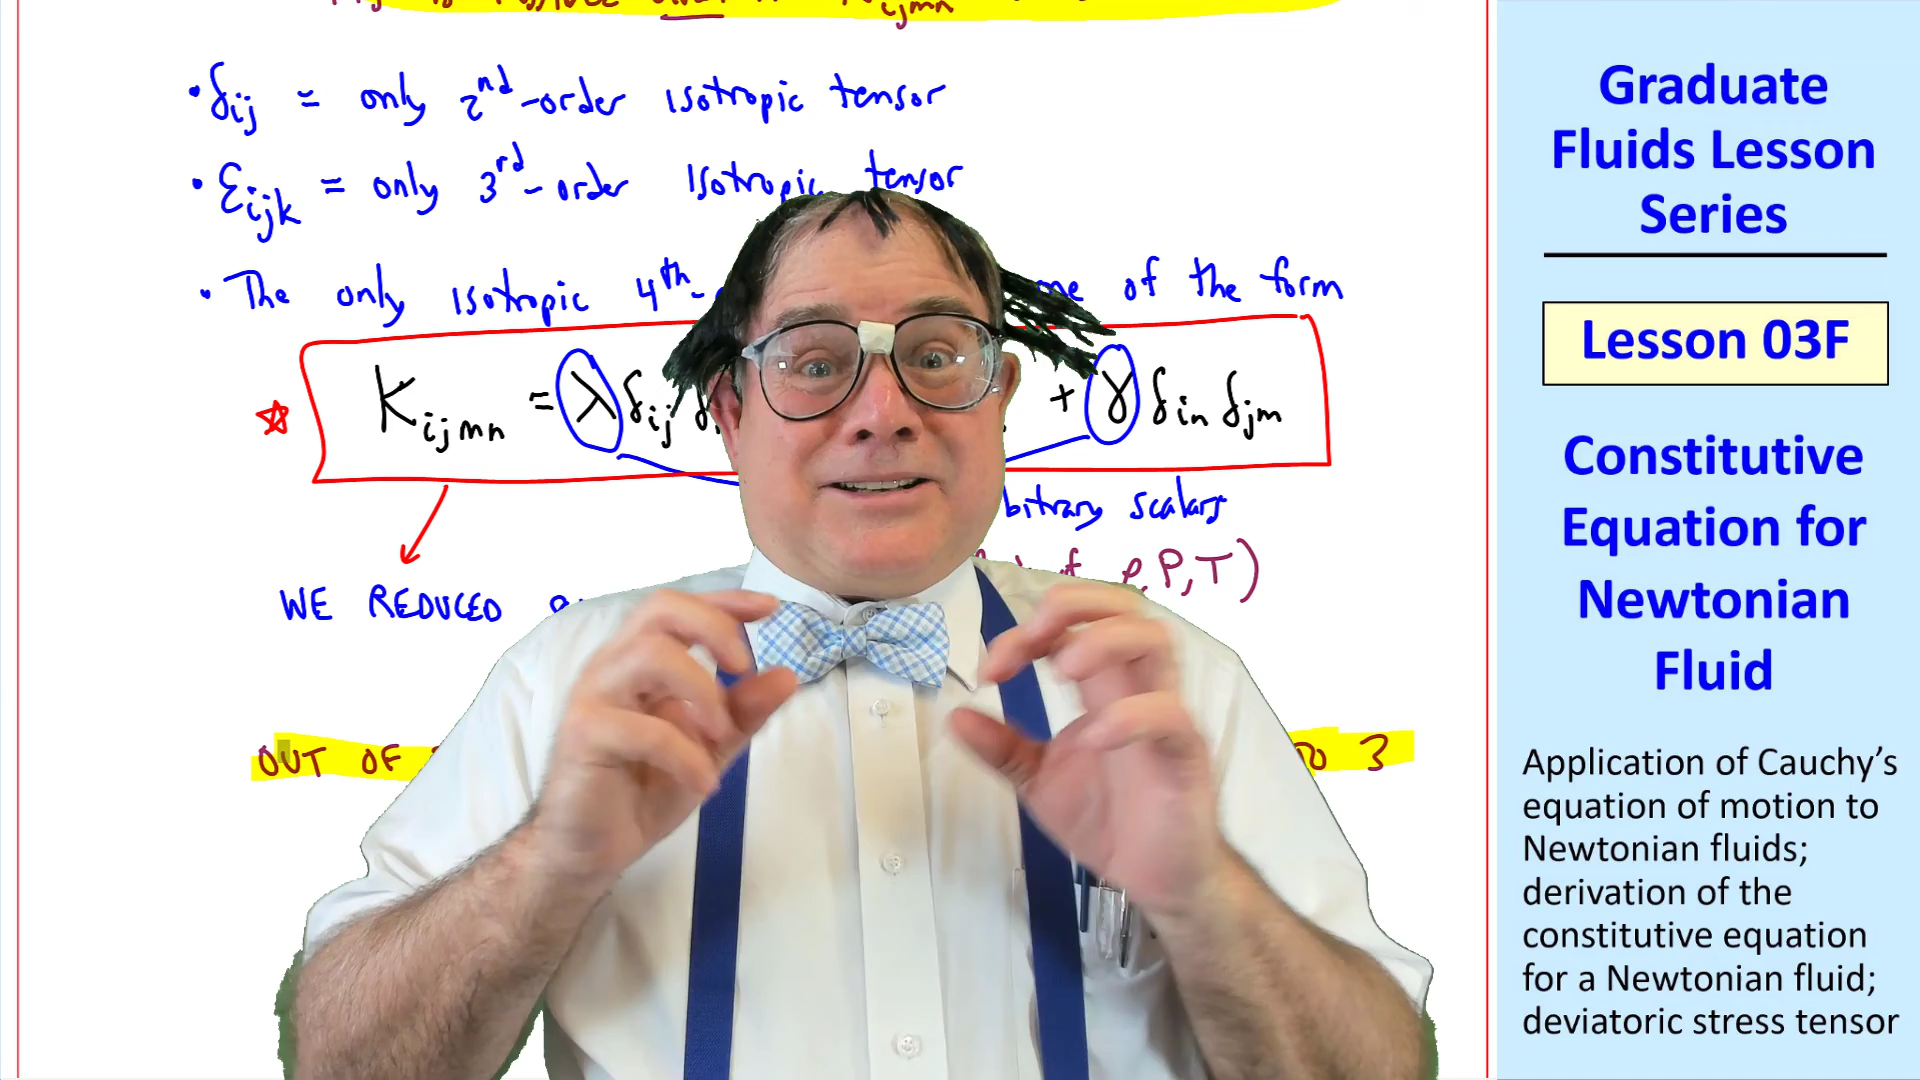 • δij = only 2nd-order isotropic tensor
• εijk = only 3rd-order isotropic tensor
• The only isotropic 4th- of the form
Kijmn = λ δij + γ δin δjm
scalars
ρ, P, T)
WE REDUCED
OUT OF 3
Graduate
Fluids Lesson
Series
Lesson 03F
Constitutive
Equation for
Newtonian
Fluid
Application of Cauchy’s
equation of motion to
Newtonian fluids;
derivation of the
constitutive equation
for a Newtonian fluid;
deviatoric stress tensor